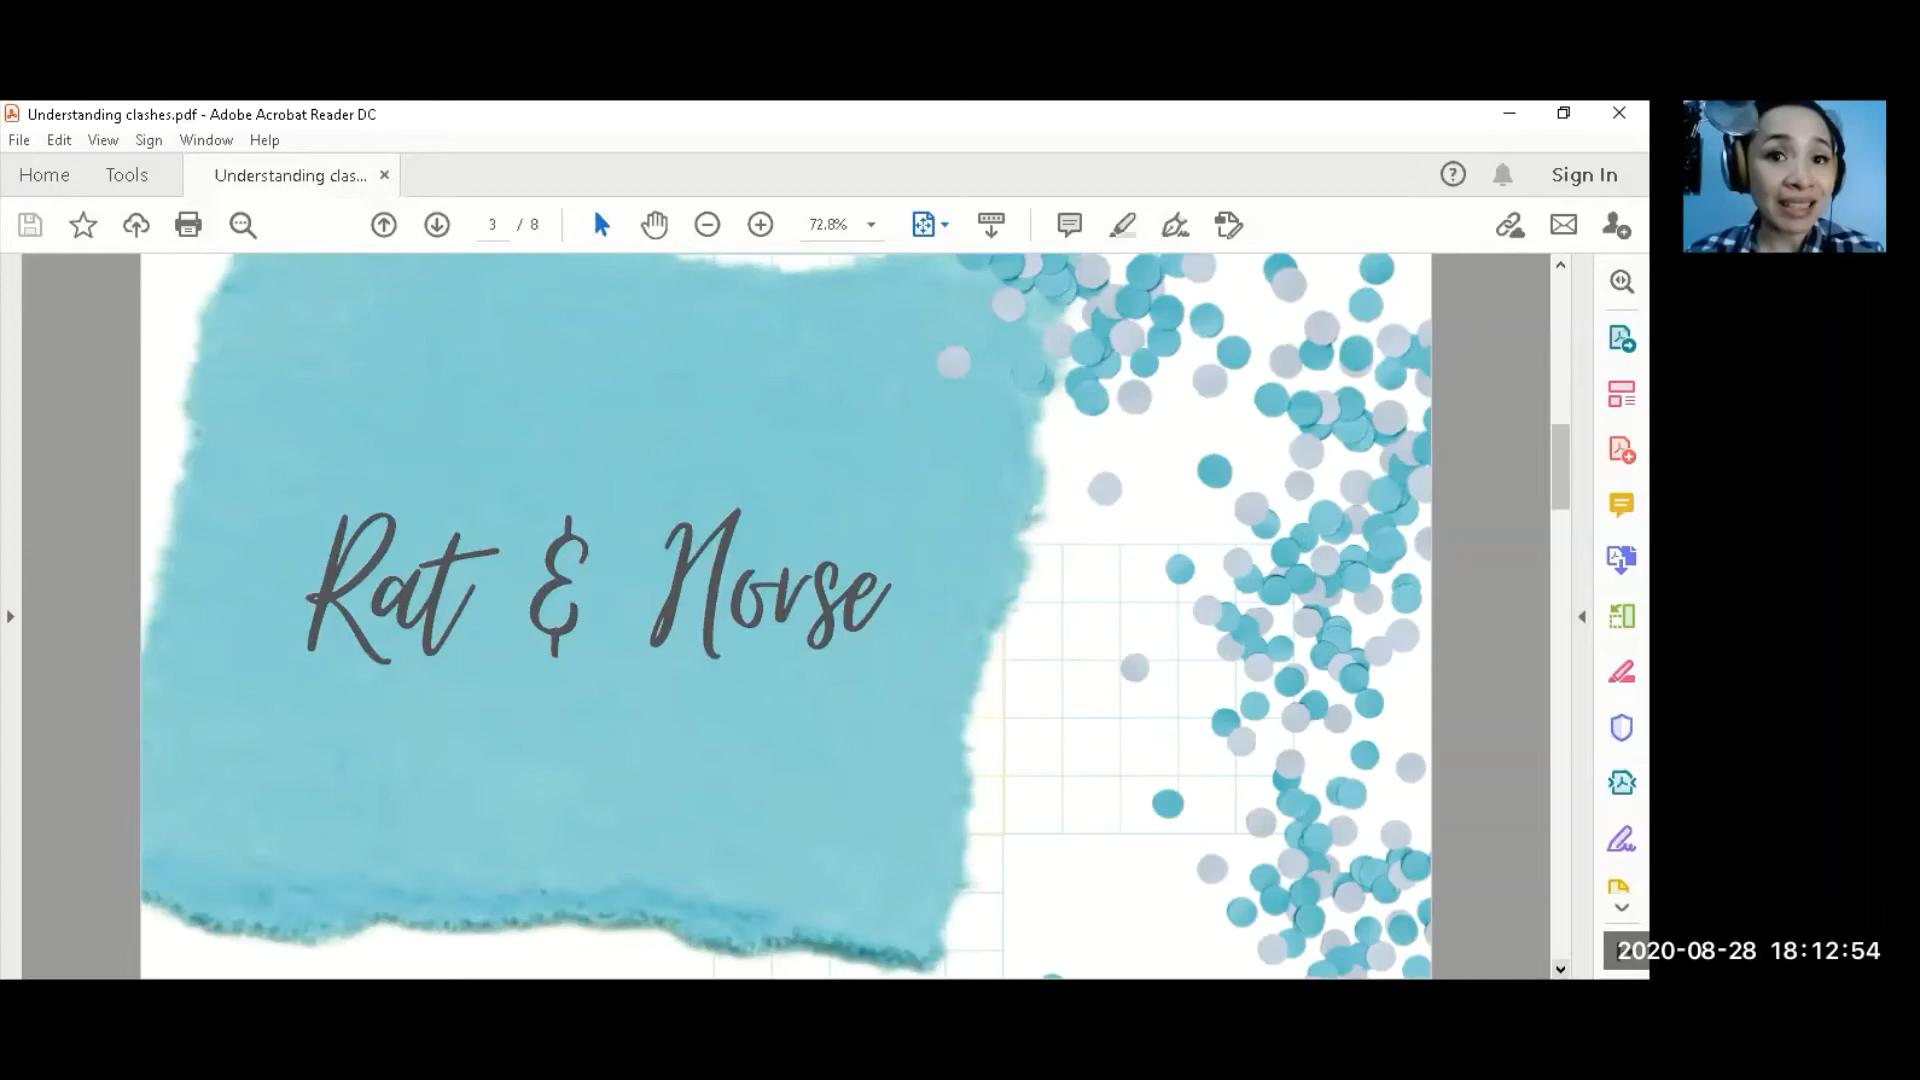 Understanding clashes.pdf - Adobe Acrobat Reader DC
File Edit View Sign Window Help
Home Tools Understanding clas... Sign In
3 / 8 72.8%
Rat & Horse
2020-08-28 18:12:54